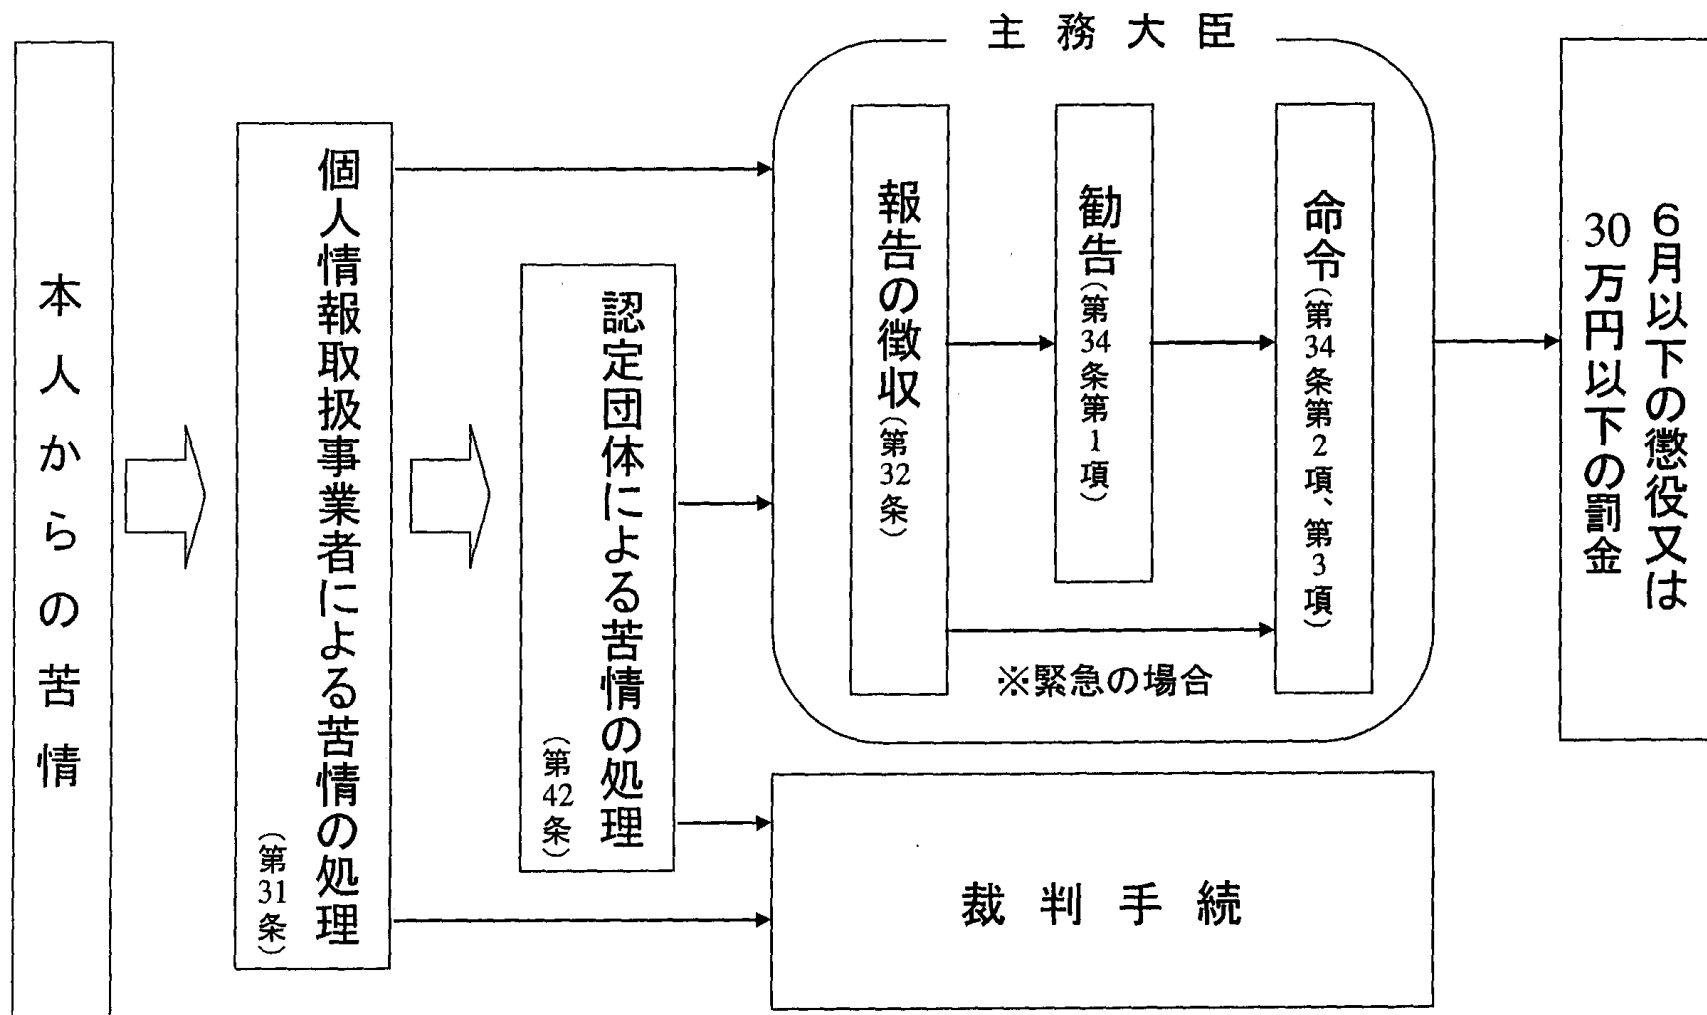 本人からの苦情
個人情報取扱事業者による苦情の処理
（第31条）
認定団体による苦情の処理
（第42条）
主務大臣
報告の徴収（第32条）
勧告（第34条第1項）
命令（第34条第2項、第3項）
※緊急の場合
裁判手続
６月以下の懲役又は
30万円以下の罰金